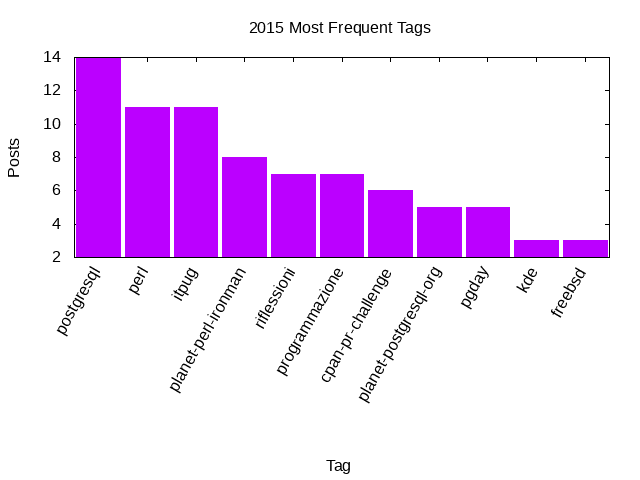 2015 Most Frequent Tags
Posts
14
12
10
8
6
4
2
postgresql
perl
itpug
planet-perl-ironman
riflessioni
programmazione
cpan-pr-challenge
planet-postgresql-org
pgday
kde
freebsd
Tag